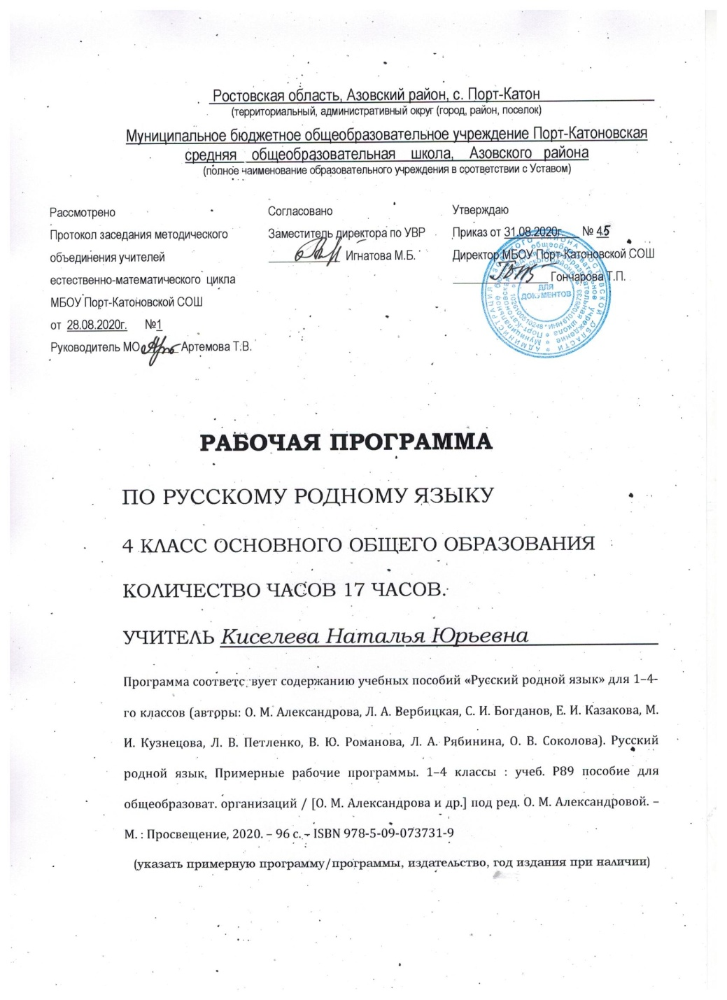 Ростовская область, Азовский район, с. Порт-Катон
(территориальный, административный округ (город, район, поселок)
Муниципальное бюджетное общеобразовательное учреждение Порт-Катоновская
средняя общеобразовательная школа, Азовского района
(полное наименование образовательного учреждения в соответствии с Уставом)
Рассмотрено
Протокол заседания методического
объединения учителей
естественно-математического цикла
МБОУ Порт-Катоновской СОШ
от 28.08.2020г. №1
Руководитель МО Артемова Т.В.
Согласовано
Заместитель директора по УВР
Игнатова М.Б.
Утверждаю
Приказ от 31.08.2020г. № 45
Директор МБОУ Порт-Катоновской СОШ
Гончарова Т.П.
ДЛЯ
ДОКУМЕНТОВ
РАБОЧАЯ ПРОГРАММА
ПО РУССКОМУ РОДНОМУ ЯЗЫКУ
4 КЛАСС ОСНОВНОГО ОБЩЕГО ОБРАЗОВАНИЯ
КОЛИЧЕСТВО ЧАСОВ 17 ЧАСОВ.
УЧИТЕЛЬ Киселева Наталья Юрьевна
Программа соответс вует содержанию учебных пособий «Русский родной язык» для 1–4-
го классов (авторы: О. М. Александрова, Л. А. Вербицкая, С. И. Богданов, Е. И. Казакова, М.
И. Кузнецова, Л. В. Петленко, В. Ю. Романова, Л. А. Рябинина, О. В. Соколова). Русский
родной язык. Примерные рабочие программы. 1–4 классы : учеб. Р89 пособие для
общеобразоват. организаций / [О. М. Александрова и др.] под ред. О. М. Александровой. –
М. : Просвещение, 2020. – 96 с. – ISBN 978-5-09-073731-9
(указать примерную программу/программы, издательство, год издания при наличии)